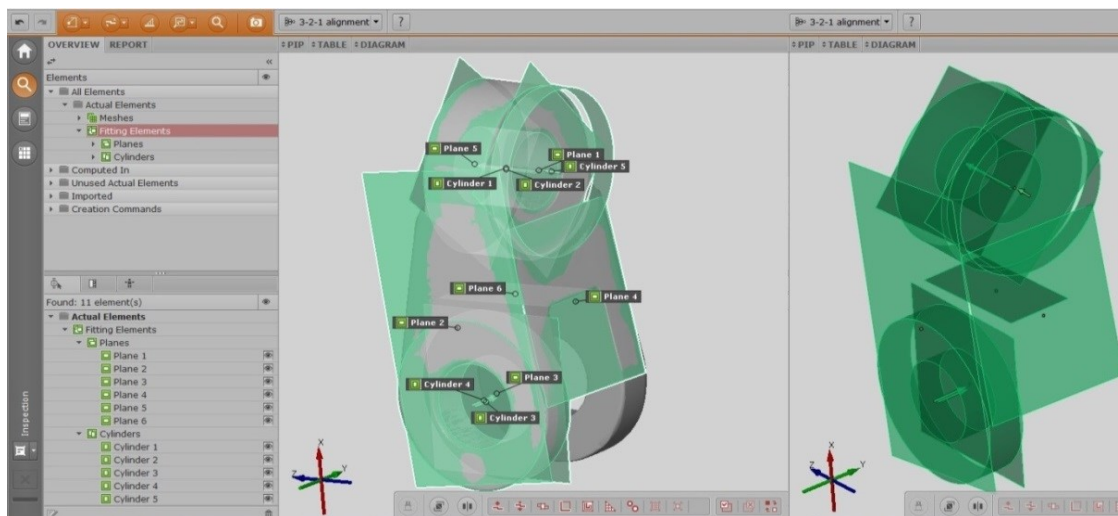 3-2-1 alignment
?
3-2-1 alignment
?
OVERVIEW REPORT
PIP TABLE DIAGRAM
PIP TABLE DIAGRAM
Elements
All Elements
Actual Elements
Meshes
Fitting Elements
Planes
Cylinders
Computed In
Unused Actual Elements
Imported
Creation Commands
Found: 11 element(s)
Actual Elements
Fitting Elements
Planes
Plane 1
Plane 2
Plane 3
Plane 4
Plane 5
Plane 6
Cylinders
Cylinder 1
Cylinder 2
Cylinder 3
Cylinder 4
Cylinder 5
Inspection
Plane 5
Plane 1
Cylinder 5
Cylinder 1
Cylinder 2
Plane 6
Plane 4
Plane 2
Cylinder 4
Plane 3
Cylinder 3
X
Z
Y
X
Z
Y